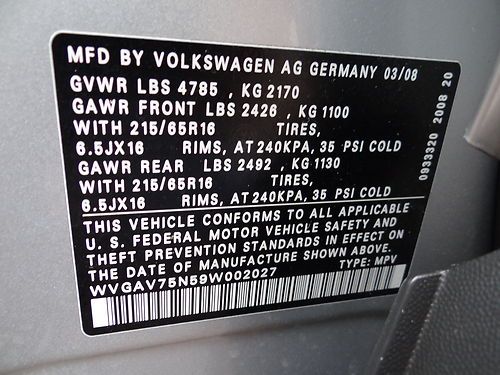 MFD BY VOLKSWAGEN AG GERMANY 03/08
GVWR LBS 4785 , KG 2170
GAWR FRONT LBS 2426 , KG 1100
WITH 215/65R16 TIRES,
6.5JX16 RIMS, AT 240KPA, 35 PSI COLD
GAWR REAR LBS 2492 , KG 1130
WITH 215/65R16 TIRES,
6.5JX16 RIMS, AT 240KPA, 35 PSI COLD
THIS VEHICLE CONFORMS TO ALL APPLICABLE
U. S. FEDERAL MOTOR VEHICLE SAFETY AND
THEFT PREVENTION STANDARDS IN EFFECT ON
THE DATE OF MANUFACTURE SHOWN ABOVE.
WVGAV75N59W002027 TYPE: MPV
0933320 2008 20